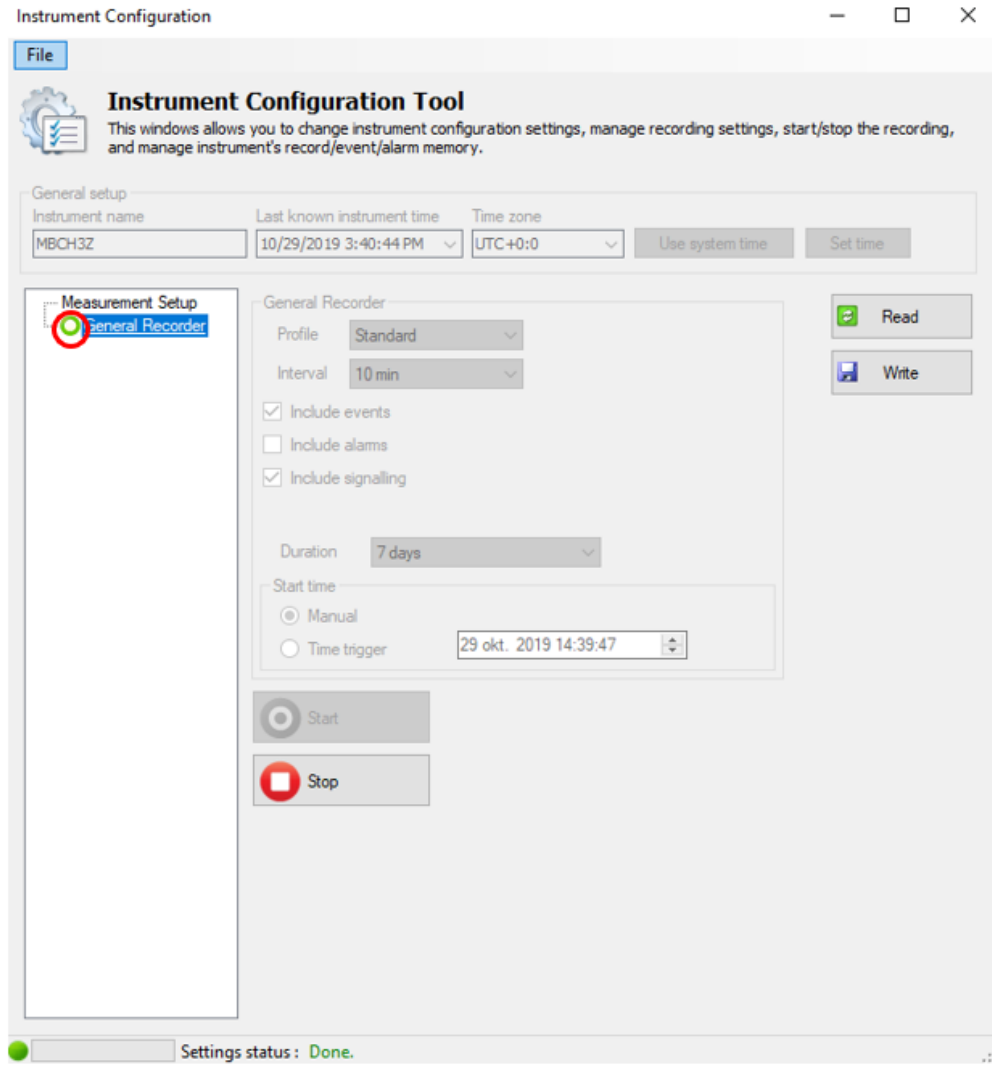 Instrument Configuration
File
Instrument Configuration Tool
This windows allows you to change instrument configuration settings, manage recording settings, start/stop the recording,
and manage instrument's record/event/alarm memory.
General setup
Instrument name Last known instrument time Time zone
MBCH3Z 10/29/2019 3:40:44 PM UTC+0:0 Use system time Set time
Measurement Setup
General Recorder
General Recorder
Profile Standard
Interval 10 min
Include events
Include alarms
Include signalling
Duration 7 days
Start time
Manual
Time trigger 29 okt. 2019 14:39:47
Start
Stop
Read
Write
Settings status : Done.